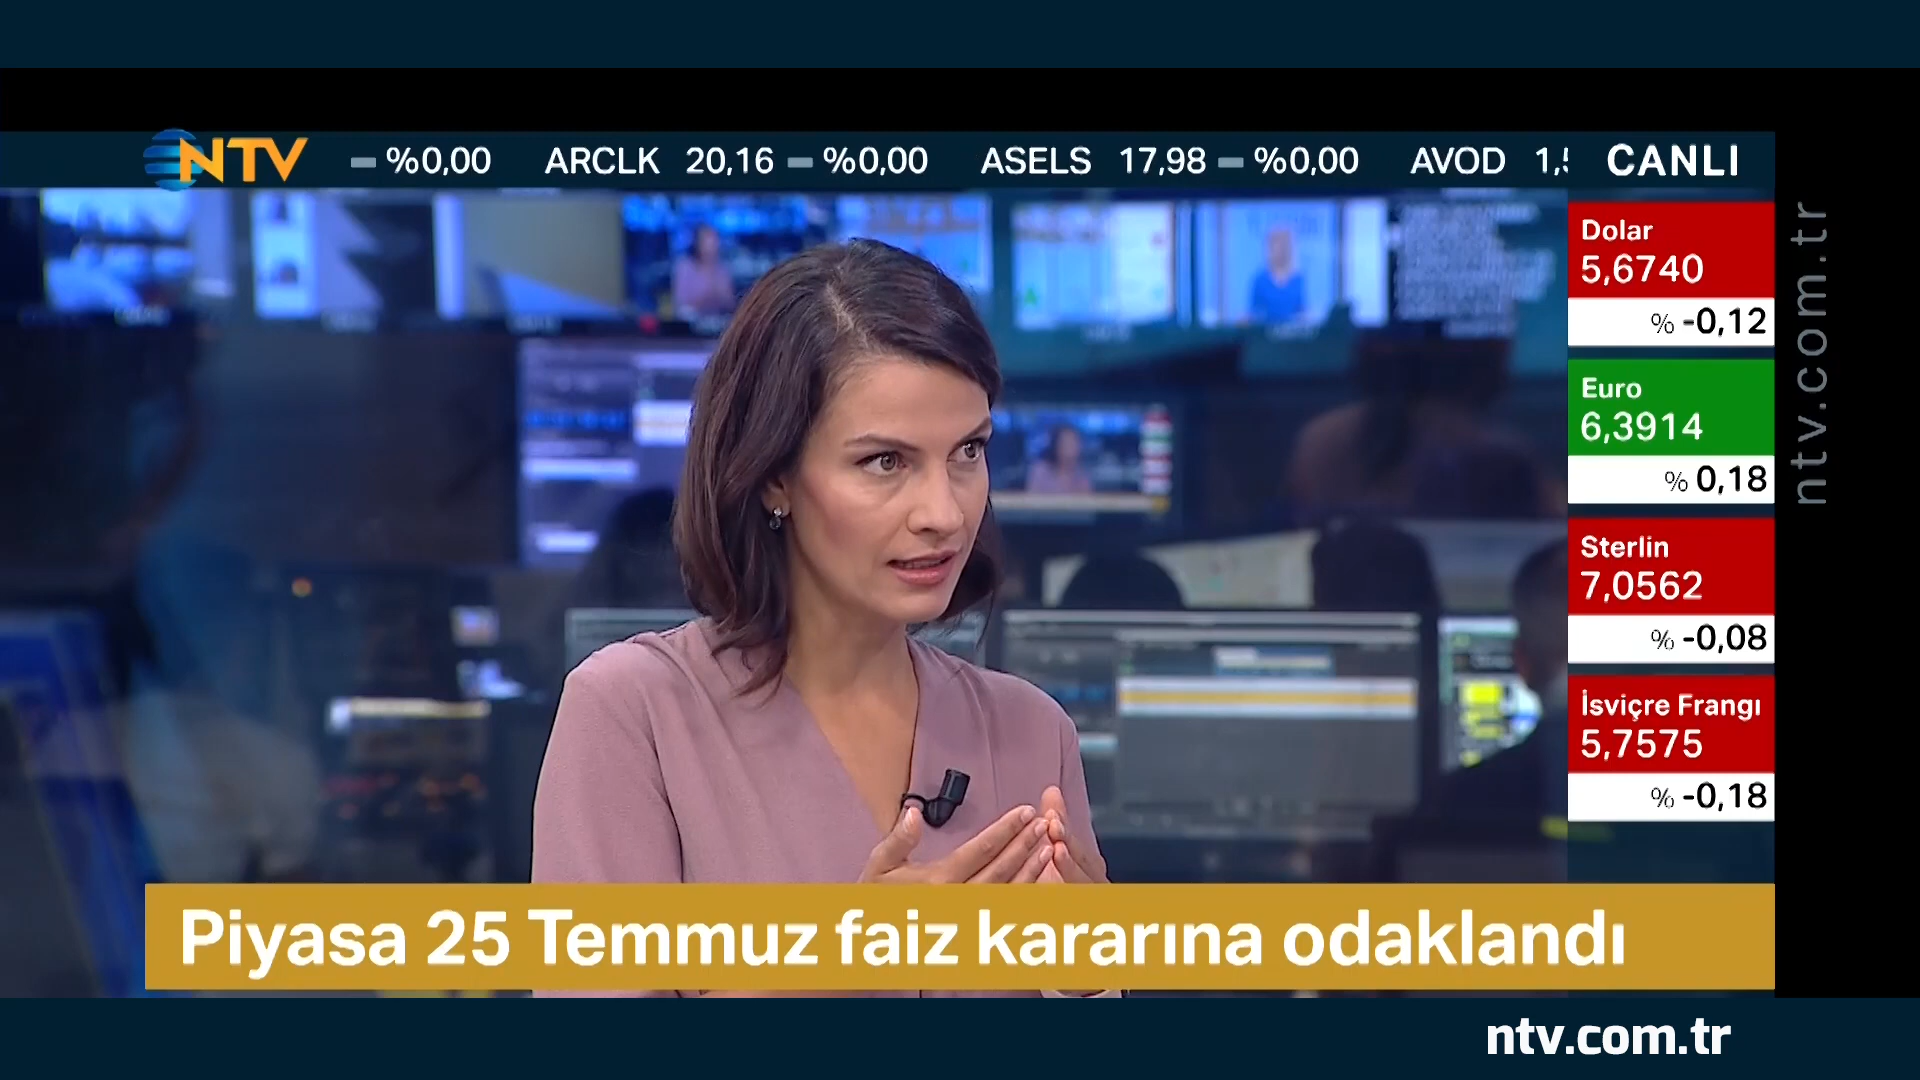 NTV
%0,00 ARCLK 20,16 %0,00 ASELS 17,98 %0,00 AVOD
CANLI
Dolar
5,6740
% -0,12
Euro
6,3914
% 0,18
Sterlin
7,0562
% -0,08
İsviçre Frangı
5,7575
% -0,18
ntv.com.tr
Piyasa 25 Temmuz faiz kararına odaklandı
ntv.com.tr